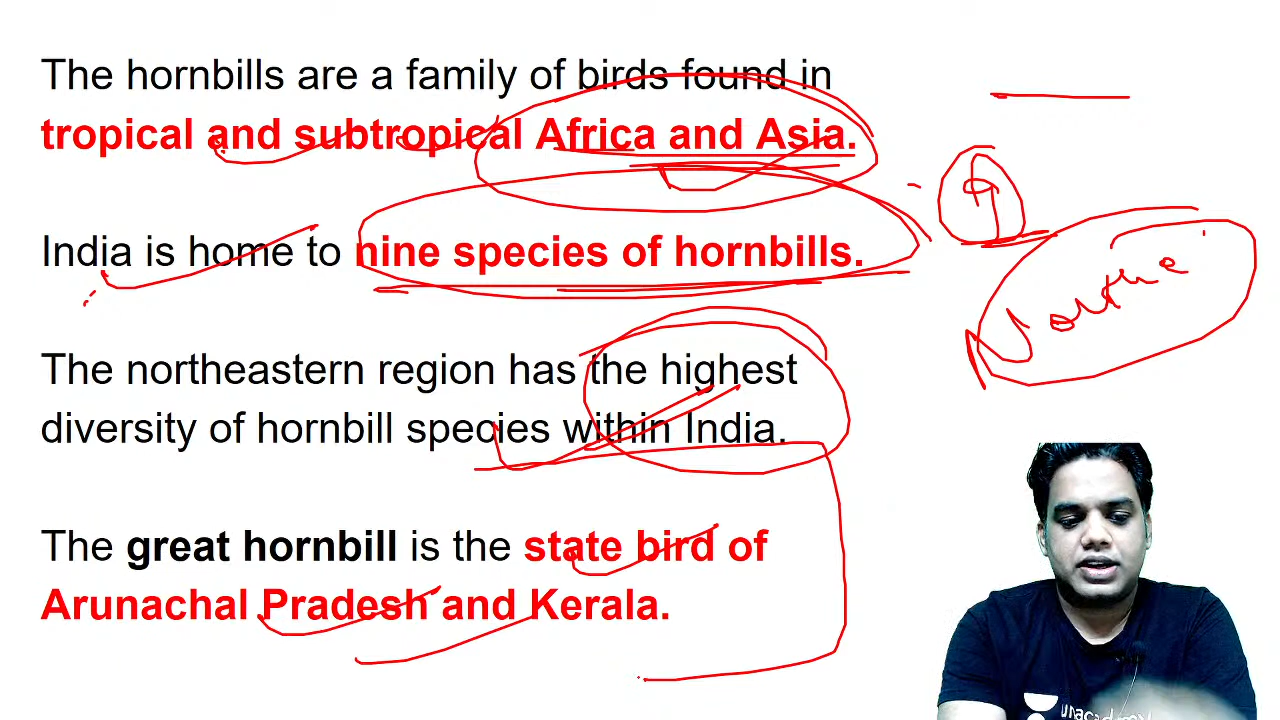 The hornbills are a family of birds found in
tropical and subtropical Africa and Asia.
India is home to nine species of hornbills.
9
Northe
The northeastern region has the highest
diversity of hornbill species within India.
The great hornbill is the state bird of
Arunachal Pradesh and Kerala.